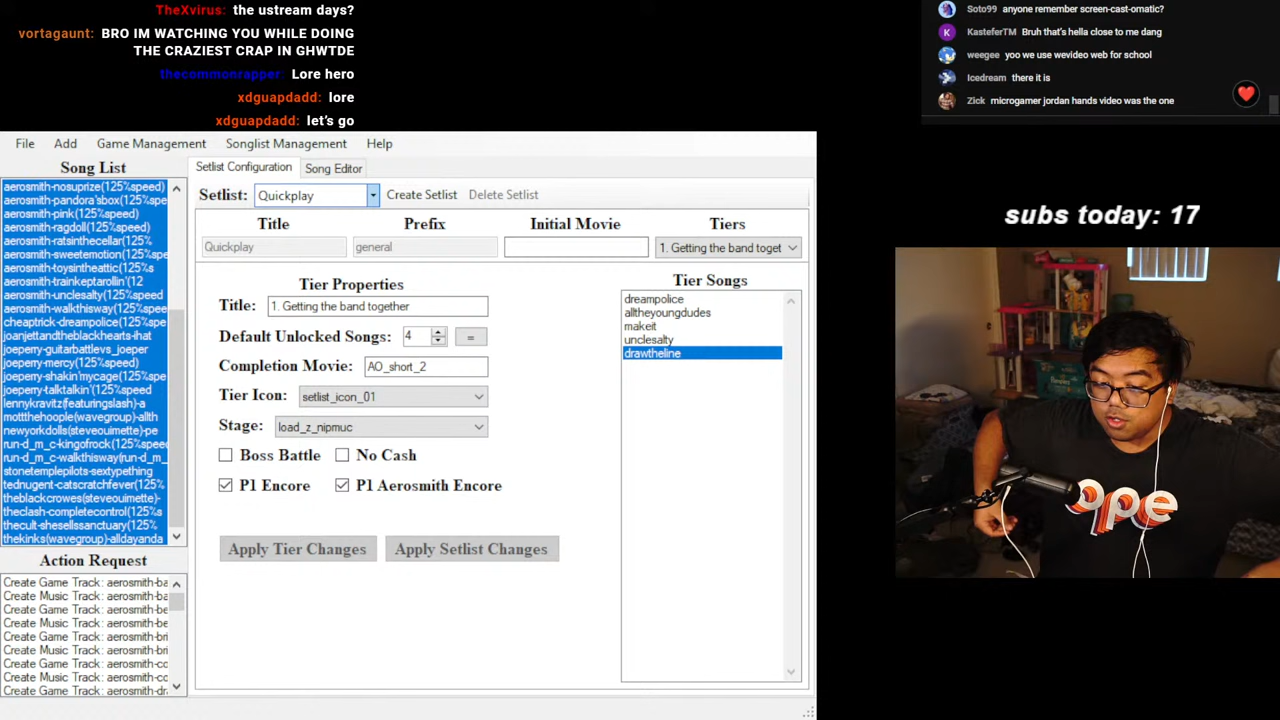 TheXvirus: the ustream days?
vortagaunt: BRO IM WATCHING YOU WHILE DOING
THE CRAZIEST CRAP IN GHWTDE
thecommonrapper: Lore hero
xdguapdadd: lore
xdguapdadd: let's go
Soto99 anyone remember screen-cast-omatic?
K KasteferTM Bruh that's hella close to me dang
weegee yoo we use wevideo web for school
Icedream there it is
Zick microgamer jordan hands video was the one
subs today: 17
File Add Game Management Songlist Management Help
Song List
aerosmith-nosuprize(125%speed)
aerosmith-pandora'sbox(125%spe
aerosmith-pink(125%speed)
aerosmith-ragdoll(125%speed)
aerosmith-ratsinthecellar(125%
aerosmith-sweetemotion(125%spe
aerosmith-toysintheattic(125%s
aerosmith-trainkeptarollin'(12
aerosmith-unclesalty(125%speed
aerosmith-walkthisway(125%spee
cheaptrick-dreampolice(125%spe
joanjettandtheblackhearts-ihat
joeperry-guitarbattlevs_joeper
joeperry-mercy(125%speed)
joeperry-shakin'mycage(125%spe
joeperry-talktalkin'(125%speed
lennykravitz(featuringslash)-a
mottthehoople(wavegroup)-allth
newyorkdolls(steveouimette)-pe
run-d_m_c-kingofrock(125%speed
run-d_m_c-walkthisway(run-d_m_
stonetemplepilots-sextypething
tednugent-catscratchfever(125%
theblackcrowes(steveouimette)-
theclash-completecontrol(125%s
thecult-shesellssanctuary(125%
thekinks(wavegroup)-alldayanda
Action Request
Create Game Track: aerosmith-ba
Create Music Track: aerosmith-ba
Create Game Track: aerosmith-be
Create Music Track: aerosmith-be
Create Game Track: aerosmith-bri
Create Music Track: aerosmith-bri
Create Game Track: aerosmith-co
Create Music Track: aerosmith-co
Create Game Track: aerosmith-dr
Setlist Configuration Song Editor
Setlist: Quickplay Create Setlist Delete Setlist
Title Prefix Initial Movie Tiers
Quickplay general 1. Getting the band toget
Tier Properties
Title: 1. Getting the band together
Default Unlocked Songs: 4 =
Completion Movie: AO_short_2
Tier Icon: setlist_icon_01
Stage: load_z_nipmuc
Boss Battle No Cash
P1 Encore P1 Aerosmith Encore
Apply Tier Changes Apply Setlist Changes
Tier Songs
dreampolice
alltheyoungdudes
makeit
unclesalty
drawtheline
ope